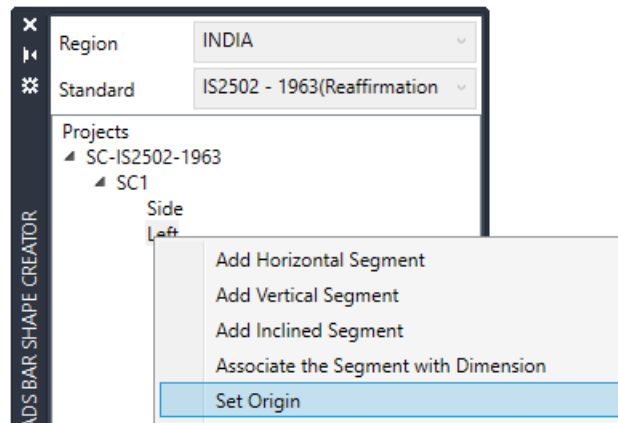 Region INDIA
Standard IS2502 - 1963(Reaffirmation
Projects
SC-IS2502-1963
SC1
Side
Left
Add Horizontal Segment
Add Vertical Segment
Add Inclined Segment
Associate the Segment with Dimension
Set Origin
ADS BAR SHAPE CREATOR